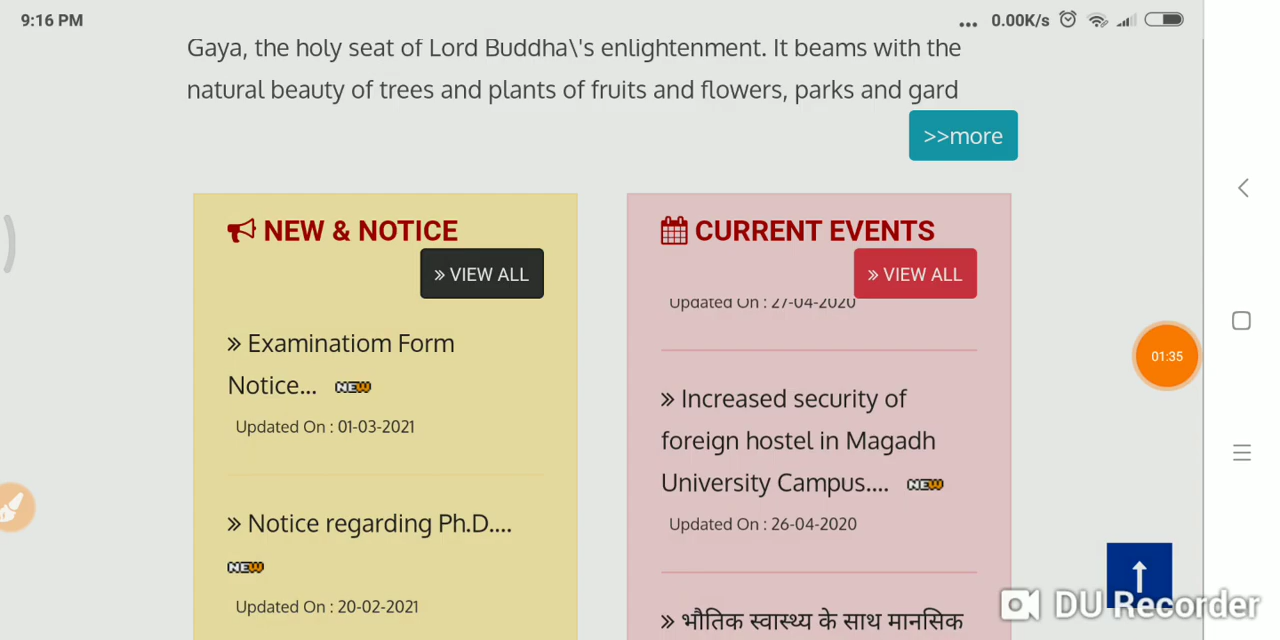 9:16 PM
... 0.00K/s
Gaya, the holy seat of Lord Buddha\'s enlightenment. It beams with the
natural beauty of trees and plants of fruits and flowers, parks and gard
>>more
NEW & NOTICE
» VIEW ALL
» Examinatiom Form
Notice... NEW
Updated On : 01-03-2021
» Notice regarding Ph.D....
NEW
Updated On : 20-02-2021
CURRENT EVENTS
» VIEW ALL
Updated On : 27-04-2020
» Increased security of
foreign hostel in Magadh
University Campus.... NEW
Updated On : 26-04-2020
» भौतिक स्वास्थ्य के साथ मानसिक
01:35
DU Recorder